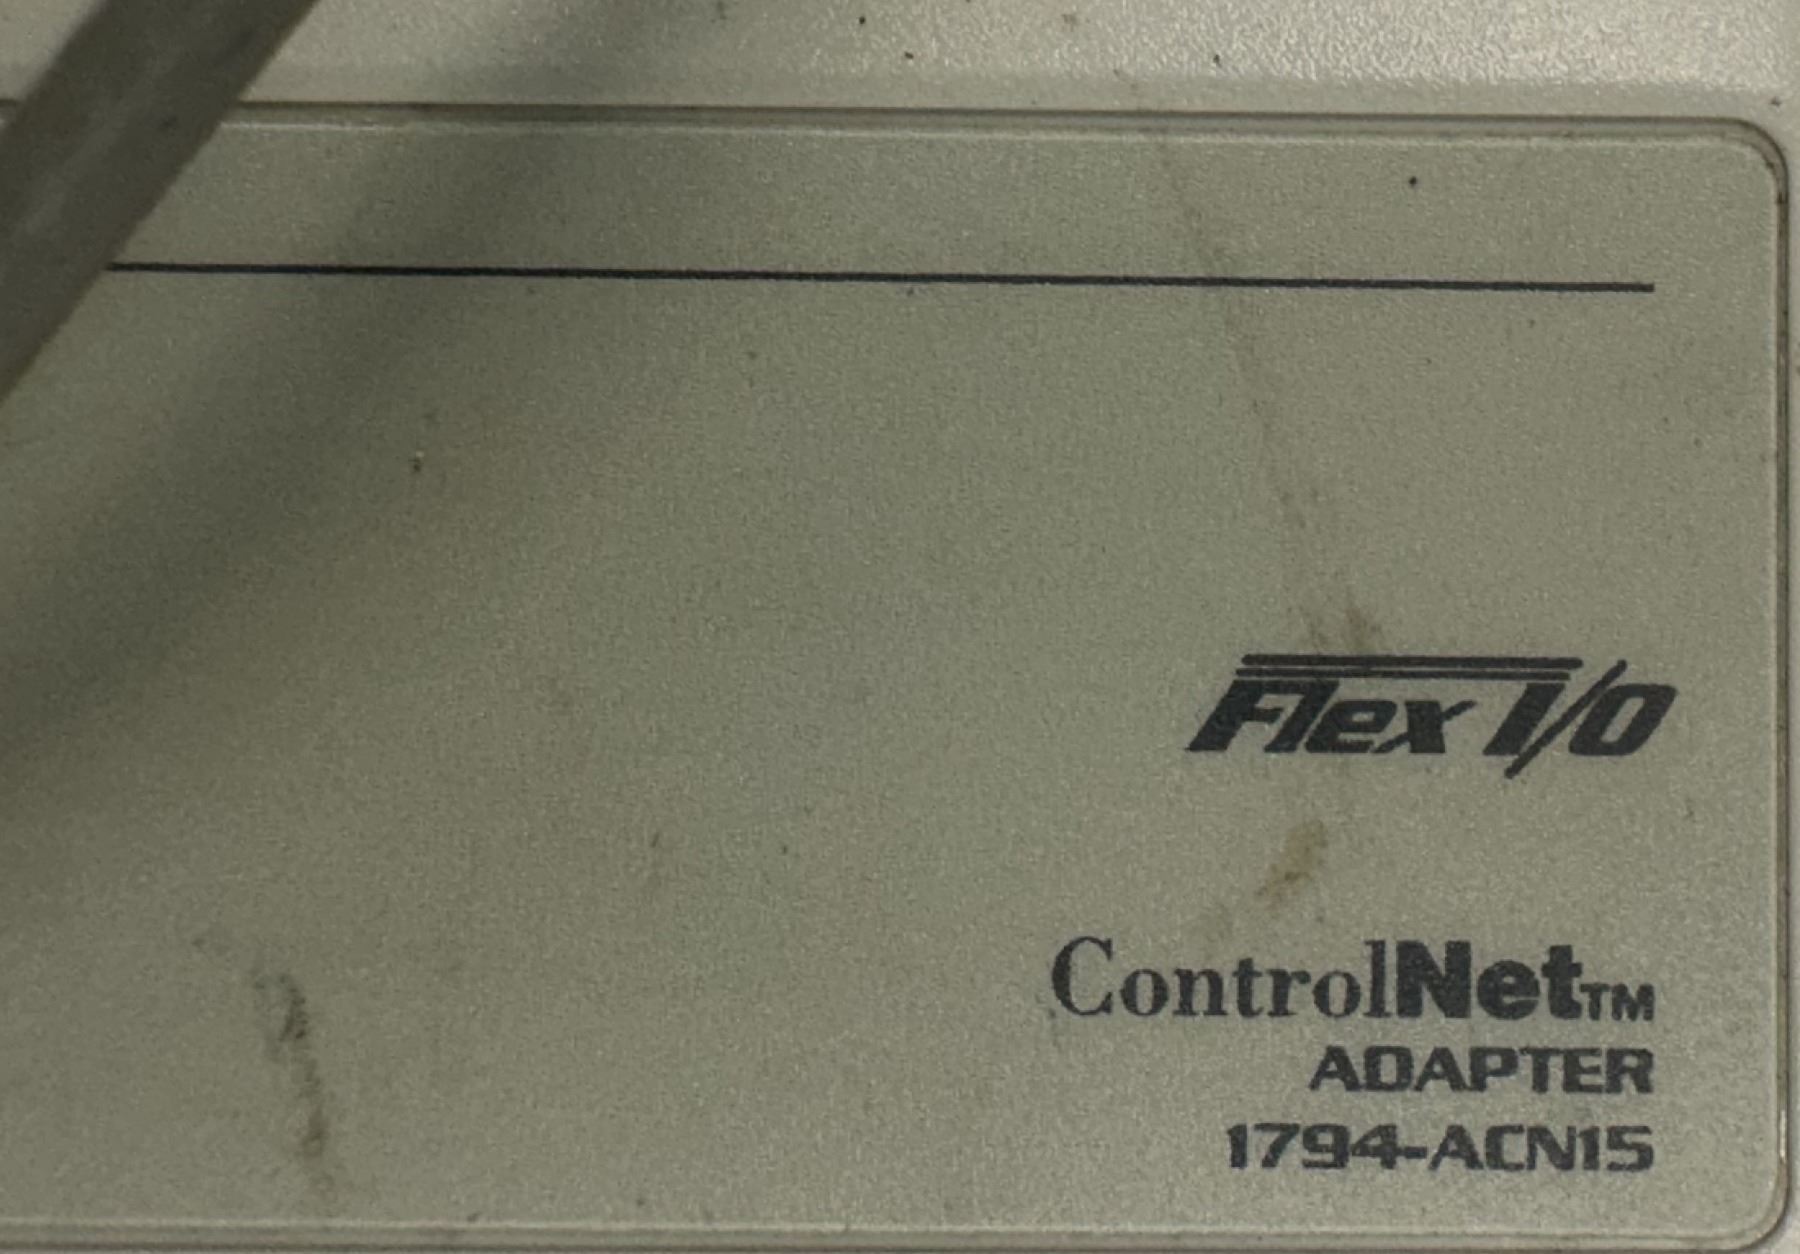 Flex I/O
ControlNet™
ADAPTER
1794-ACN15